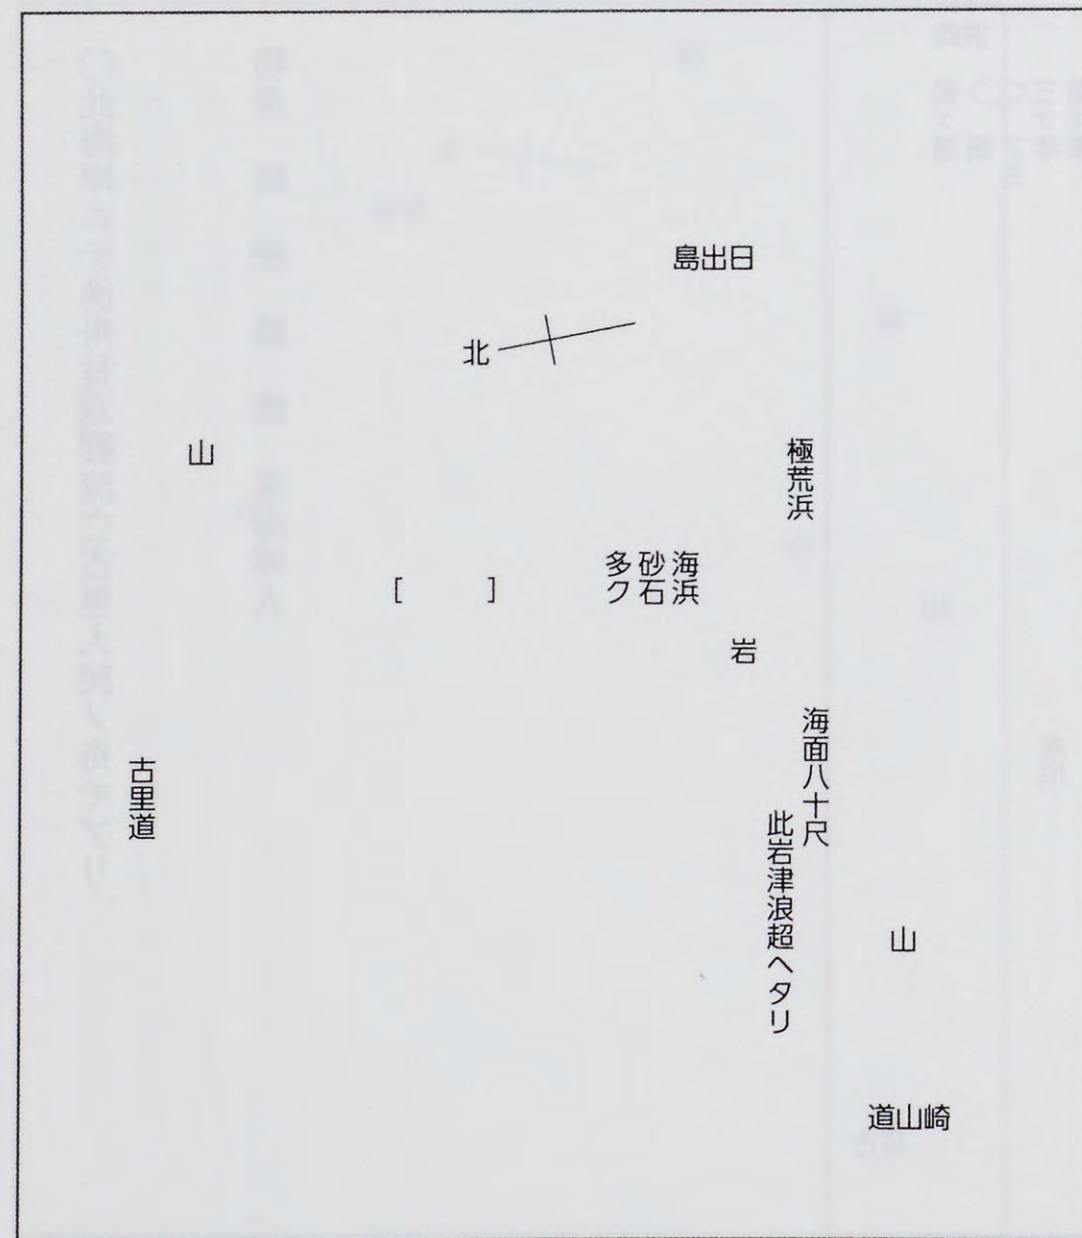 日出島
北
極荒浜
山
海浜
砂石
多ク
[　　]
岩
海面八十尺
此岩津浪超へタリ
古里道
山
崎山道